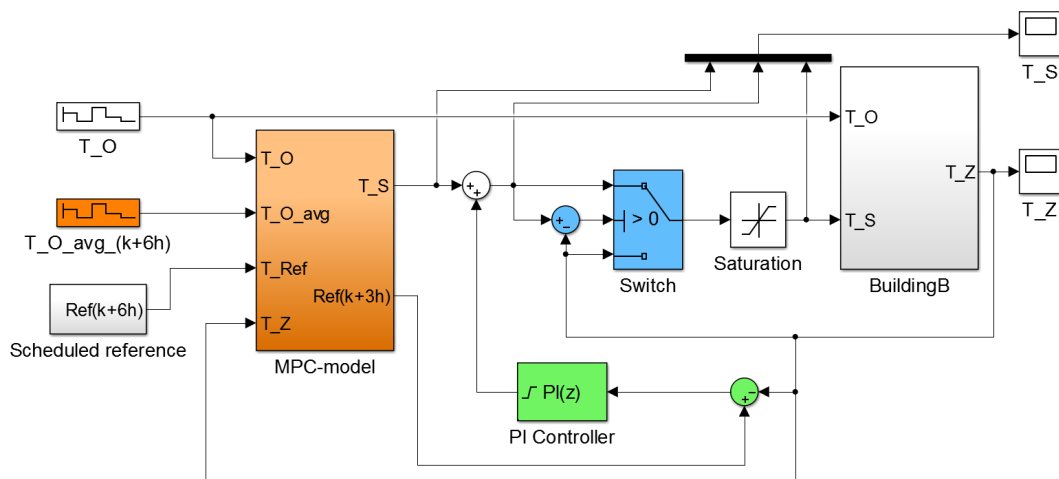 T_S
T_O
T_O
T_O_avg_(k+6h)
Ref(k+6h)
Scheduled reference
T_O
T_O_avg
T_Ref
T_Z
T_S
Ref(k+3h)
MPC-model
+
+
+
−
> 0
Switch
Saturation
T_O
T_S
T_Z
BuildingB
T_Z
PI(z)
PI Controller
−
+